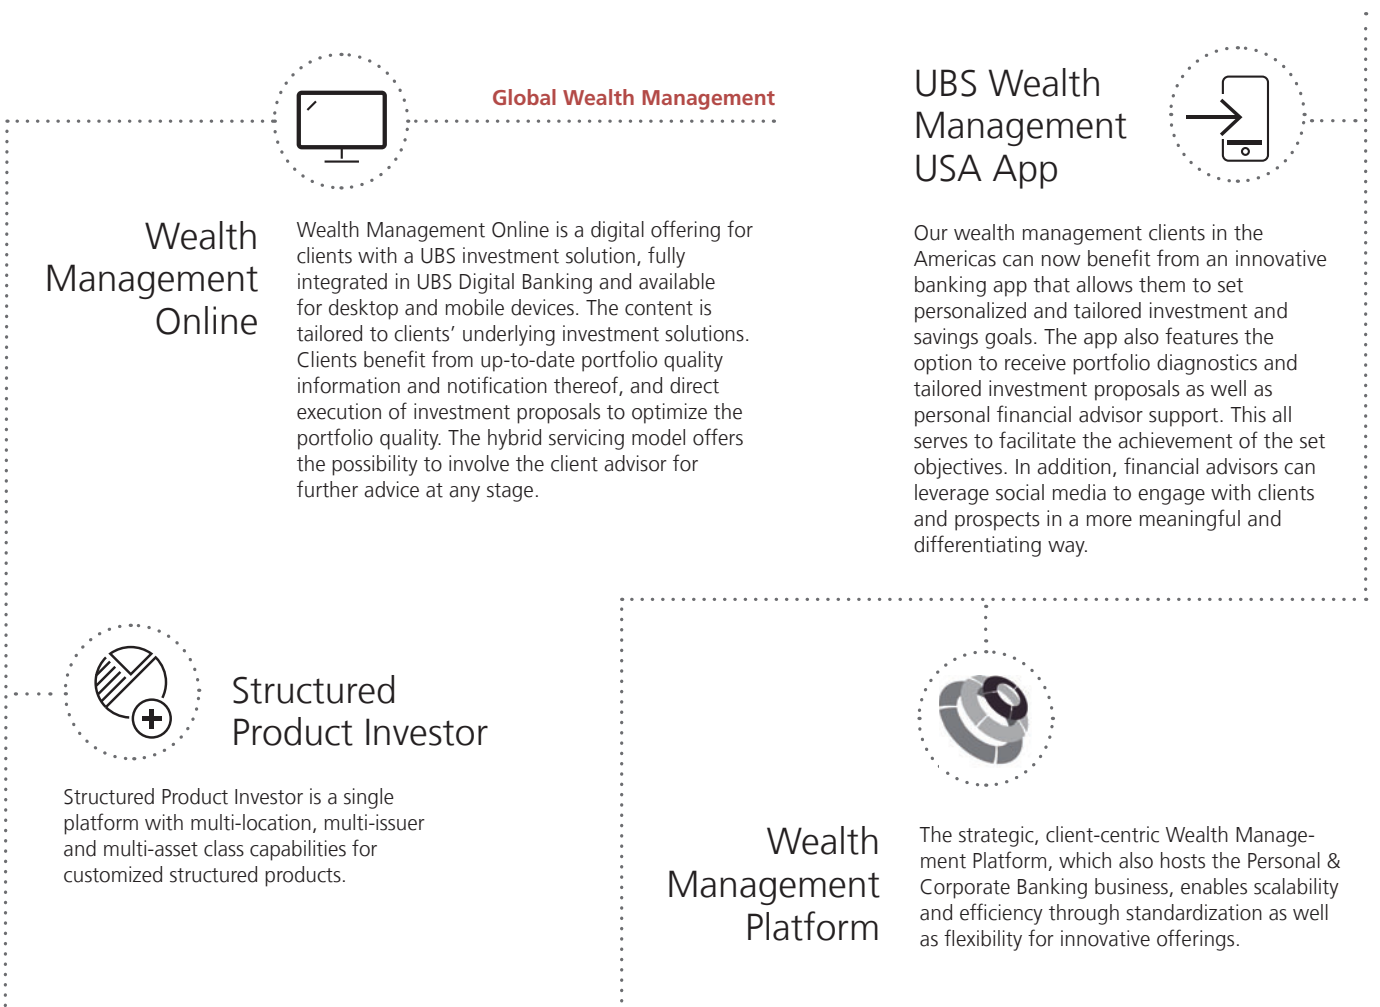 Global Wealth Management
Wealth
Management
Online
Wealth Management Online is a digital offering for
clients with a UBS investment solution, fully
integrated in UBS Digital Banking and available
for desktop and mobile devices. The content is
tailored to clients’ underlying investment solutions.
Clients benefit from up-to-date portfolio quality
information and notification thereof, and direct
execution of investment proposals to optimize the
portfolio quality. The hybrid servicing model offers
the possibility to involve the client advisor for
further advice at any stage.
UBS Wealth
Management
USA App
Our wealth management clients in the
Americas can now benefit from an innovative
banking app that allows them to set
personalized and tailored investment and
savings goals. The app also features the
option to receive portfolio diagnostics and
tailored investment proposals as well as
personal financial advisor support. This all
serves to facilitate the achievement of the set
objectives. In addition, financial advisors can
leverage social media to engage with clients
and prospects in a more meaningful and
differentiating way.
Structured
Product Investor
Structured Product Investor is a single
platform with multi-location, multi-issuer
and multi-asset class capabilities for
customized structured products.
Wealth
Management
Platform
The strategic, client-centric Wealth Manage-
ment Platform, which also hosts the Personal &
Corporate Banking business, enables scalability
and efficiency through standardization as well
as flexibility for innovative offerings.